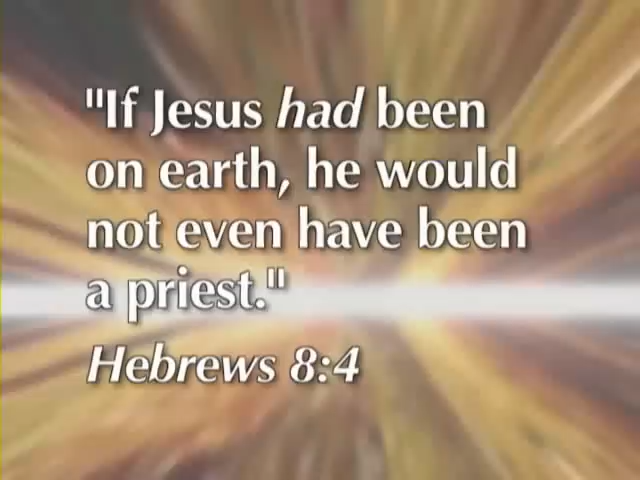 "If Jesus had been
on earth, he would
not even have been
a priest."
Hebrews 8:4